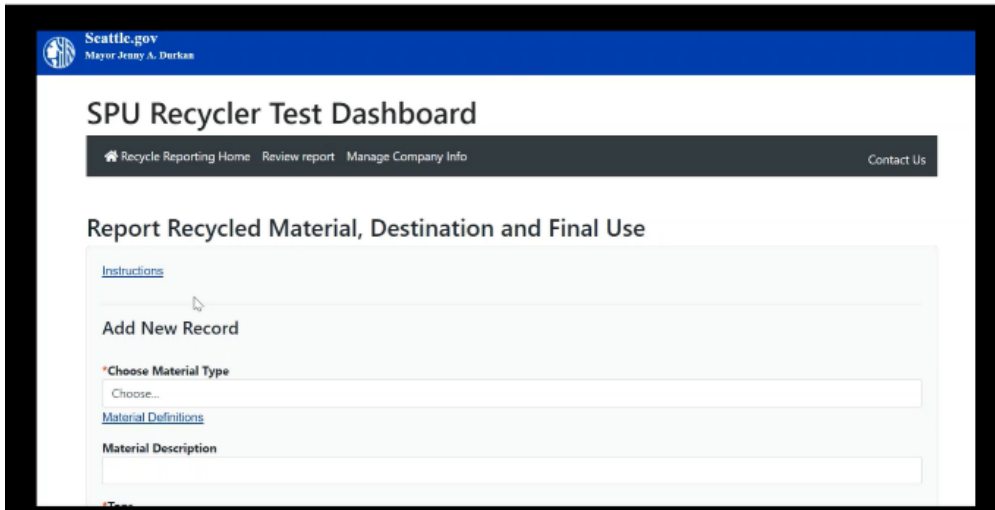 Seattle.gov
Mayor Jenny A. Durkan
SPU Recycler Test Dashboard
Recycle Reporting Home Review report Manage Company Info Contact Us
Report Recycled Material, Destination and Final Use
Instructions
Add New Record
*Choose Material Type
Choose...
Material Definitions
Material Description